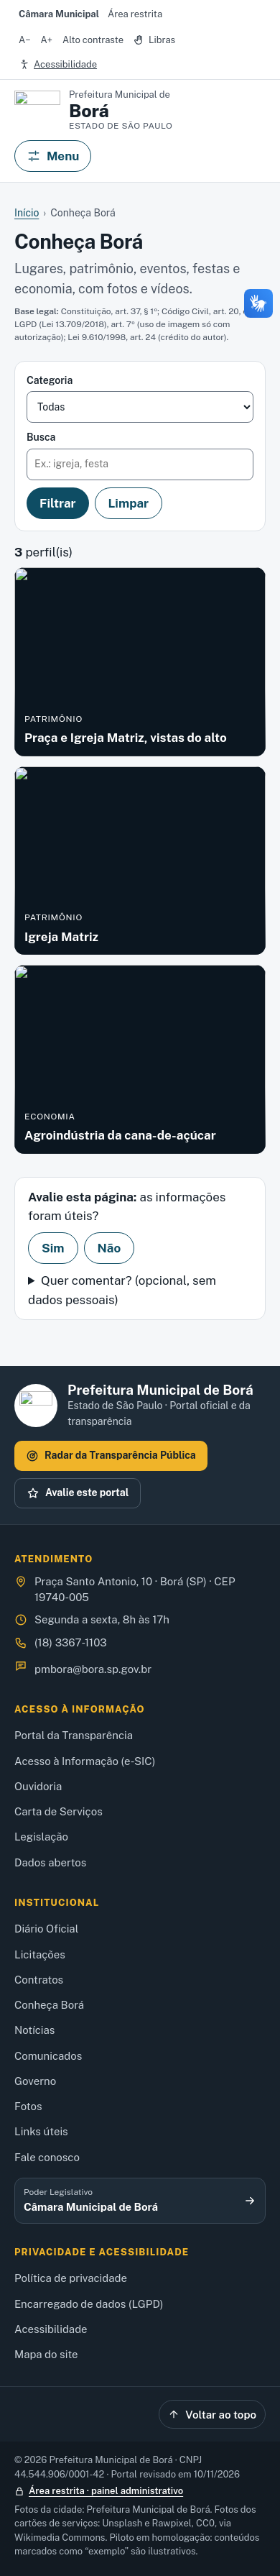 Câmara Municipal Área restrita
A− A+ Alto contraste Libras
Acessibilidade
Prefeitura Municipal de
Borá
ESTADO DE SÃO PAULO
Menu
Início › Conheça Borá
Conheça Borá
Lugares, patrimônio, eventos, festas e
economia, com fotos e vídeos.
Base legal: Constituição, art. 37, § 1º; Código Civil, art. 20,
LGPD (Lei 13.709/2018), art. 7º (uso de imagem só com
autorização); Lei 9.610/1998, art. 24 (crédito do autor).
Categoria
Todas
Busca
Ex.: igreja, festa
Filtrar Limpar
3 perfil(is)
PATRIMÔNIO
Praça e Igreja Matriz, vistas do alto
PATRIMÔNIO
Igreja Matriz
ECONOMIA
Agroindústria da cana-de-açúcar
Avalie esta página: as informações
foram úteis?
Sim Não
Quer comentar? (opcional, sem
dados pessoais)
Prefeitura Municipal de Borá
Estado de São Paulo · Portal oficial e da
transparência
Radar da Transparência Pública
Avalie este portal
ATENDIMENTO
Praça Santo Antonio, 10 · Borá (SP) · CEP
19740-005
Segunda a sexta, 8h às 17h
(18) 3367-1103
pmbora@bora.sp.gov.br
ACESSO À INFORMAÇÃO
Portal da Transparência
Acesso à Informação (e-SIC)
Ouvidoria
Carta de Serviços
Legislação
Dados abertos
INSTITUCIONAL
Diário Oficial
Licitações
Contratos
Conheça Borá
Notícias
Comunicados
Governo
Fotos
Links úteis
Fale conosco
Poder Legislativo
Câmara Municipal de Borá
PRIVACIDADE E ACESSIBILIDADE
Política de privacidade
Encarregado de dados (LGPD)
Acessibilidade
Mapa do site
Voltar ao topo
© 2026 Prefeitura Municipal de Borá · CNPJ
44.544.906/0001-42 · Portal revisado em 10/11/2026
Área restrita · painel administrativo
Fotos da cidade: Prefeitura Municipal de Borá. Fotos dos
cartões de serviços: Unsplash e Rawpixel, CC0, via
Wikimedia Commons. Piloto em homologação: conteúdos
marcados como “exemplo” são ilustrativos.